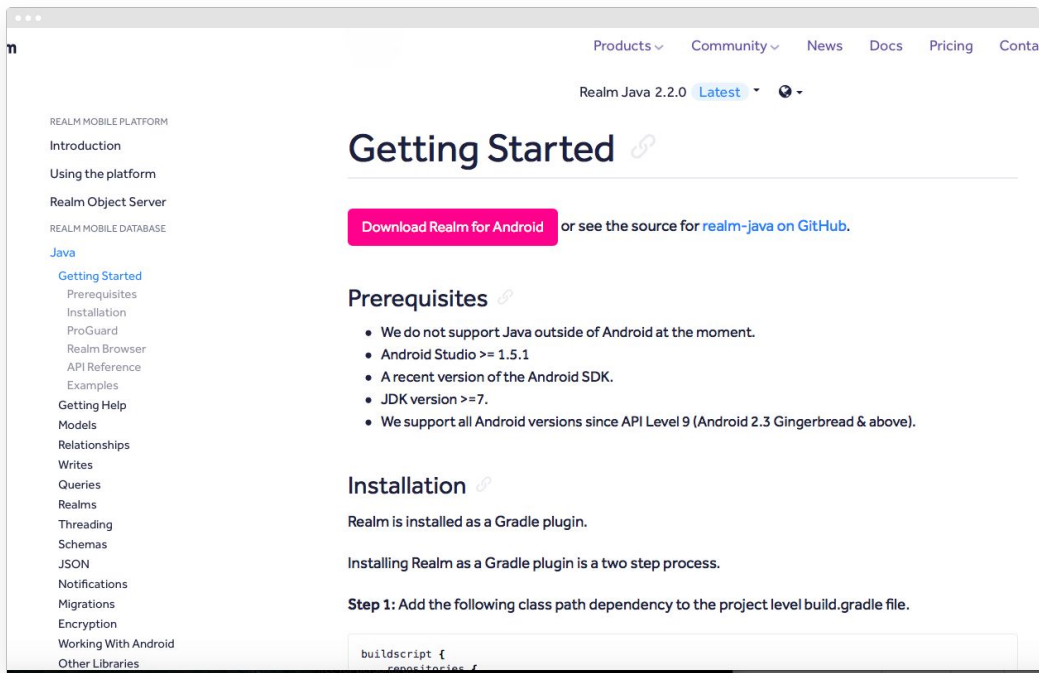 m
Products Community News Docs Pricing Conta
Realm Java 2.2.0 Latest
REALM MOBILE PLATFORM
Introduction
Using the platform
Realm Object Server
REALM MOBILE DATABASE
Java
Getting Started
Prerequisites
Installation
ProGuard
Realm Browser
API Reference
Examples
Getting Help
Models
Relationships
Writes
Queries
Realms
Threading
Schemas
JSON
Notifications
Migrations
Encryption
Working With Android
Other Libraries
Getting Started
Download Realm for Android or see the source for realm-java on GitHub.
Prerequisites
• We do not support Java outside of Android at the moment.
• Android Studio >= 1.5.1
• A recent version of the Android SDK.
• JDK version >=7.
• We support all Android versions since API Level 9 (Android 2.3 Gingerbread & above).
Installation
Realm is installed as a Gradle plugin.
Installing Realm as a Gradle plugin is a two step process.
Step 1: Add the following class path dependency to the project level build.gradle file.
buildscript {
repositories {